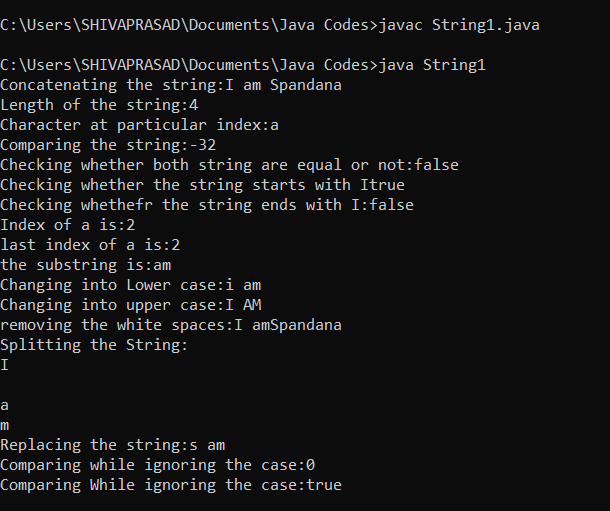 C:\Users\SHIVAPRASAD\Documents\Java Codes>javac String1.java
C:\Users\SHIVAPRASAD\Documents\Java Codes>java String1
Concatenating the string:I am Spandana
Length of the string:4
Character at particular index:a
Comparing the string:-32
Checking whether both string are equal or not:false
Checking whether the string starts with Itrue
Checking whethefr the string ends with I:false
Index of a is:2
last index of a is:2
the substring is:am
Changing into Lower case:i am
Changing into upper case:I AM
removing the white spaces:I amSpandana
Splitting the String:
I
a
m
Replacing the string:s am
Comparing while ignoring the case:0
Comparing While ignoring the case:true